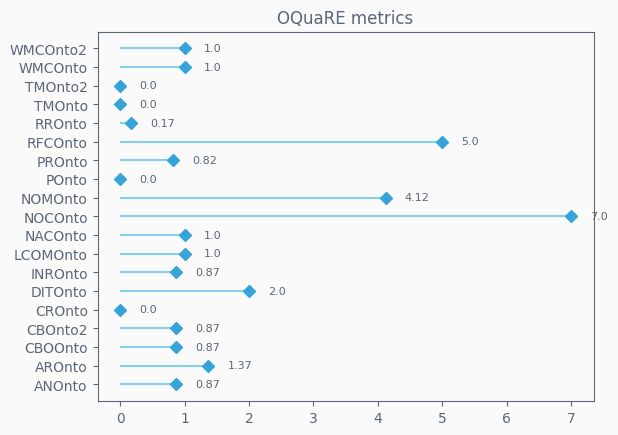 OQuaRE metrics
WMCOnto2 1.0
WMCOnto 1.0
TMOnto2 0.0
TMOnto 0.0
RROnto 0.17
RFCOnto 5.0
PROnto 0.82
POnto 0.0
NOMOnto 4.12
NOCOnto 7.0
NACOnto 1.0
LCOMOnto 1.0
INROnto 0.87
DITOnto 2.0
CROnto 0.0
CBOnto2 0.87
CBOOnto 0.87
AROnto 1.37
ANOnto 0.87
0 1 2 3 4 5 6 7